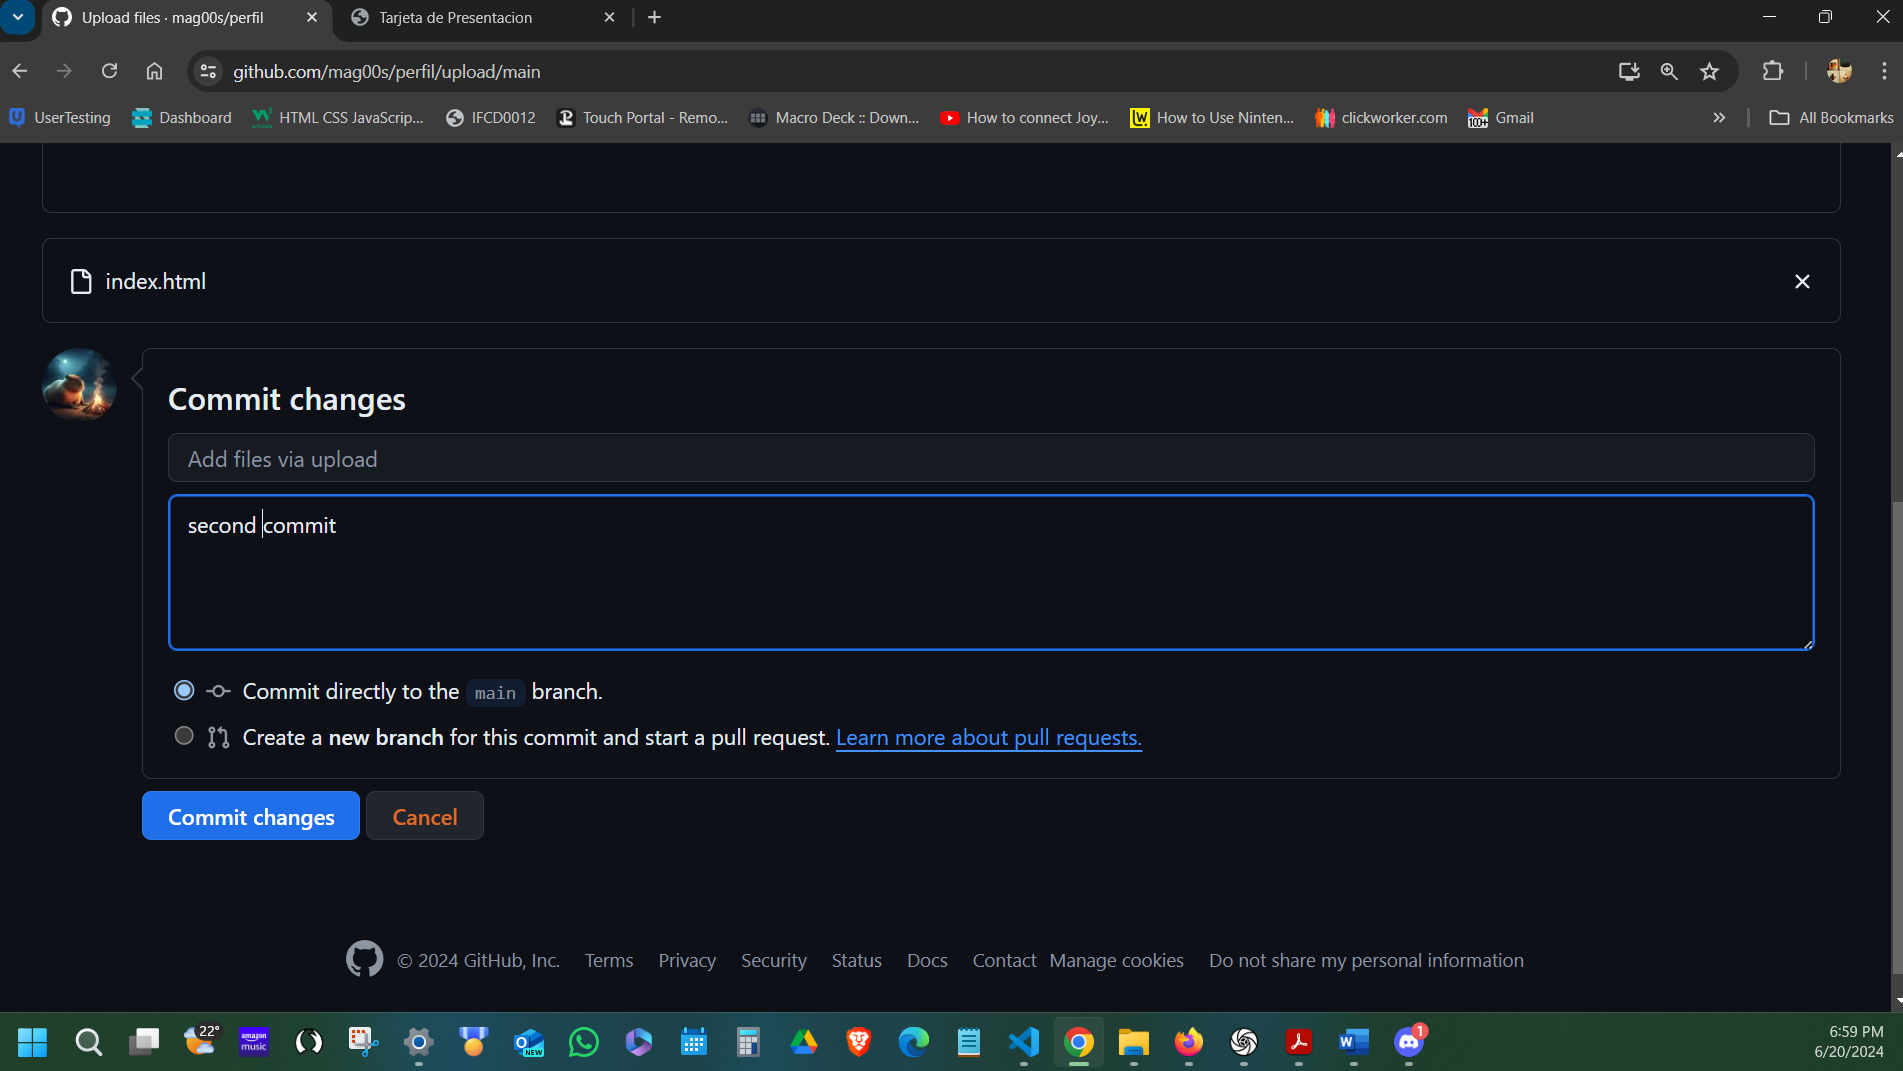 Upload files · mag00s/perfil
Tarjeta de Presentacion
github.com/mag00s/perfil/upload/main
UserTesting
Dashboard
HTML CSS JavaScrip...
IFCD0012
Touch Portal - Remo...
Macro Deck :: Down...
How to connect Joy...
How to Use Ninten...
clickworker.com
100+
Gmail
All Bookmarks
index.html
Commit changes
Add files via upload
second commit
Commit directly to the main branch.
Create a new branch for this commit and start a pull request. Learn more about pull requests.
Commit changes
Cancel
© 2024 GitHub, Inc.
Terms
Privacy
Security
Status
Docs
Contact
Manage cookies
Do not share my personal information
22°
amazon
music
NEW
1
6:59 PM
6/20/2024